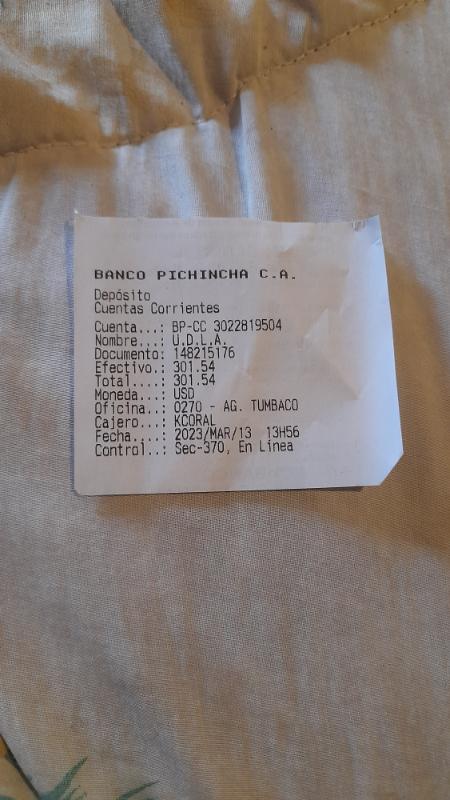 BANCO PICHINCHA C.A.
Depósito
Cuentas Corrientes
Cuenta...: BP-CC 3022819504
Nombre...: U.D.L.A.
Documento: 148215176
Efectivo.: 301.54
Total....: 301.54
Moneda...: USD
Oficina..: 0270 - AG. TUMBACO
Cajero...: KCORAL
Fecha....: 2023/MAR/13 13H56
Control..: Sec-370, En Línea